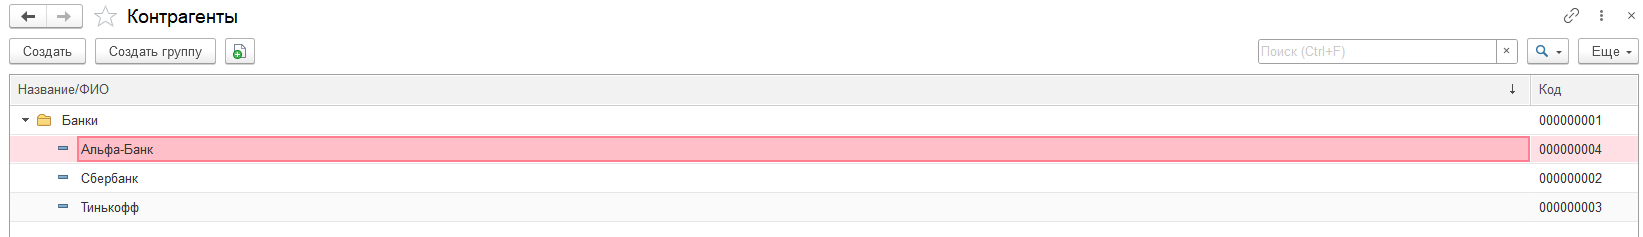 Контрагенты
Создать Создать группу Поиск (Ctrl+F) × Еще
Название/ФИО ↓ Код
Банки 000000001
Альфа-Банк 000000004
Сбербанк 000000002
Тинькофф 000000003